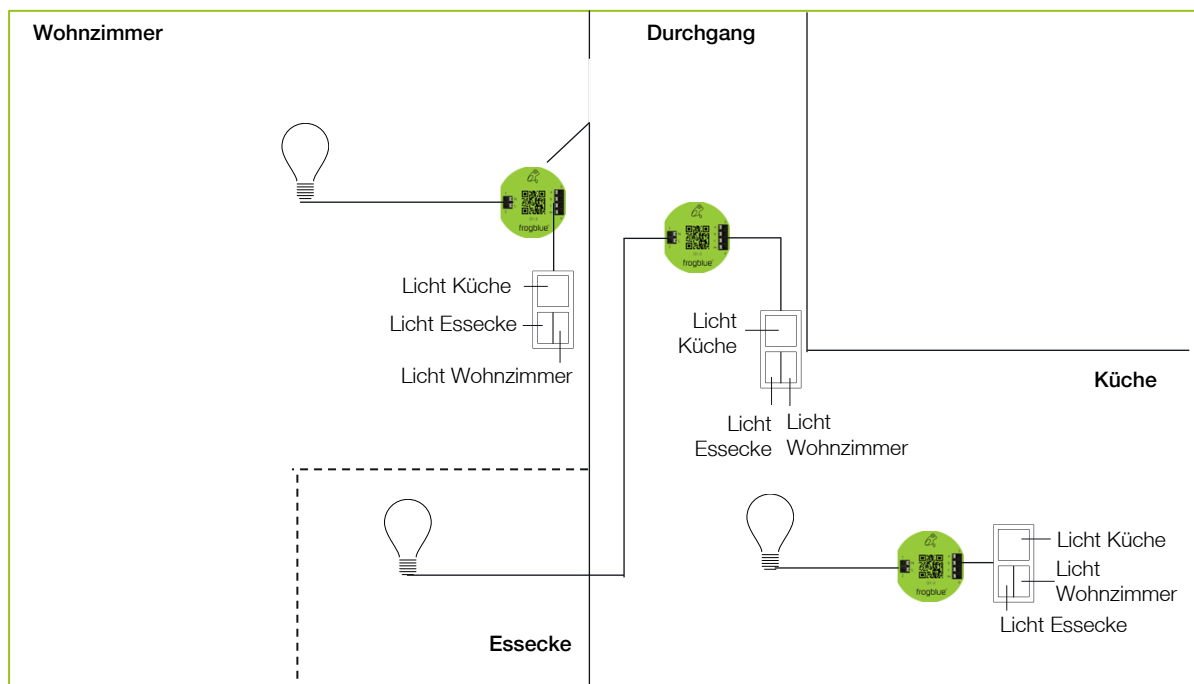 Wohnzimmer
Durchgang
frogblue
Licht Küche
Licht Essecke
Licht Wohnzimmer
frogblue
Licht
Küche
Licht
Essecke
Licht
Wohnzimmer
Küche
frogblue
Licht Küche
Licht
Wohnzimmer
Licht Essecke
Essecke